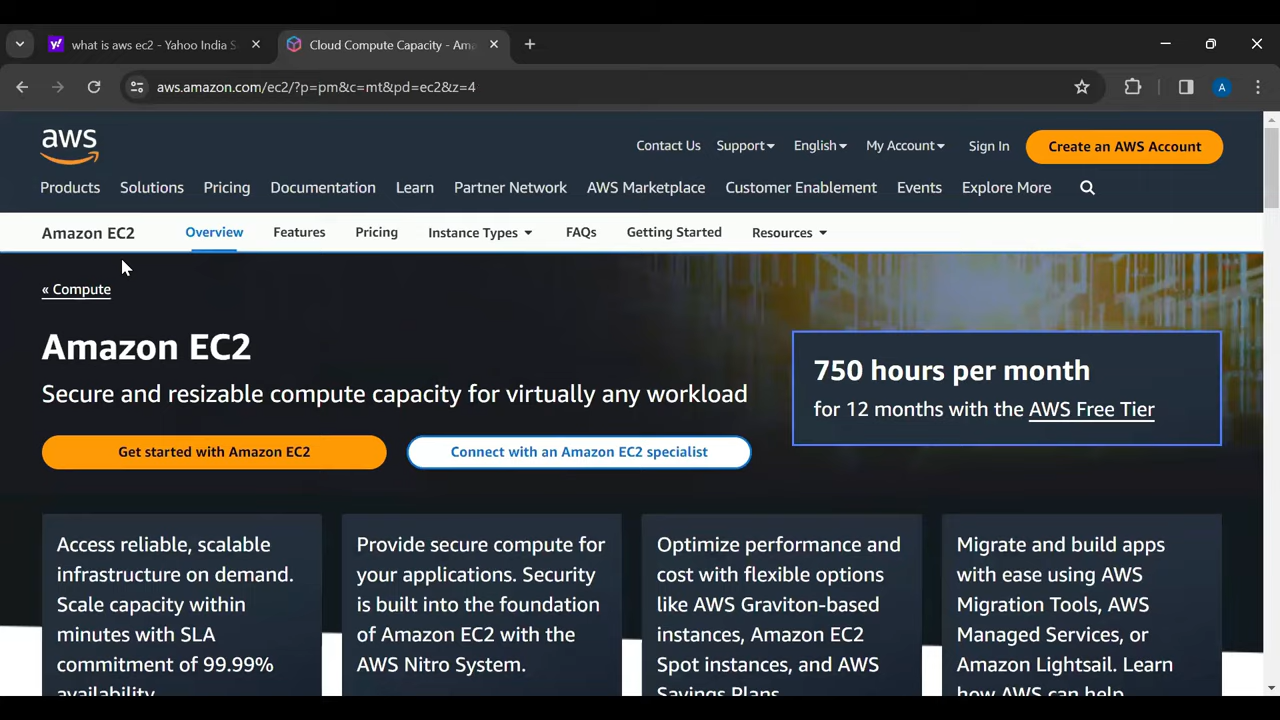 what is aws ec2 - Yahoo India S
Cloud Compute Capacity - Am
aws.amazon.com/ec2/?p=pm&c=mt&pd=ec2&z=4
A
aws
Contact Us Support English My Account Sign In Create an AWS Account
Products Solutions Pricing Documentation Learn Partner Network AWS Marketplace Customer Enablement Events Explore More
Amazon EC2 Overview Features Pricing Instance Types FAQs Getting Started Resources
« Compute
Amazon EC2
Secure and resizable compute capacity for virtually any workload
Get started with Amazon EC2
Connect with an Amazon EC2 specialist
750 hours per month
for 12 months with the AWS Free Tier
Access reliable, scalable
infrastructure on demand.
Scale capacity within
minutes with SLA
commitment of 99.99%
availability.
Provide secure compute for
your applications. Security
is built into the foundation
of Amazon EC2 with the
AWS Nitro System.
Optimize performance and
cost with flexible options
like AWS Graviton-based
instances, Amazon EC2
Spot instances, and AWS
Savings Plans.
Migrate and build apps
with ease using AWS
Migration Tools, AWS
Managed Services, or
Amazon Lightsail. Learn
how AWS can help.